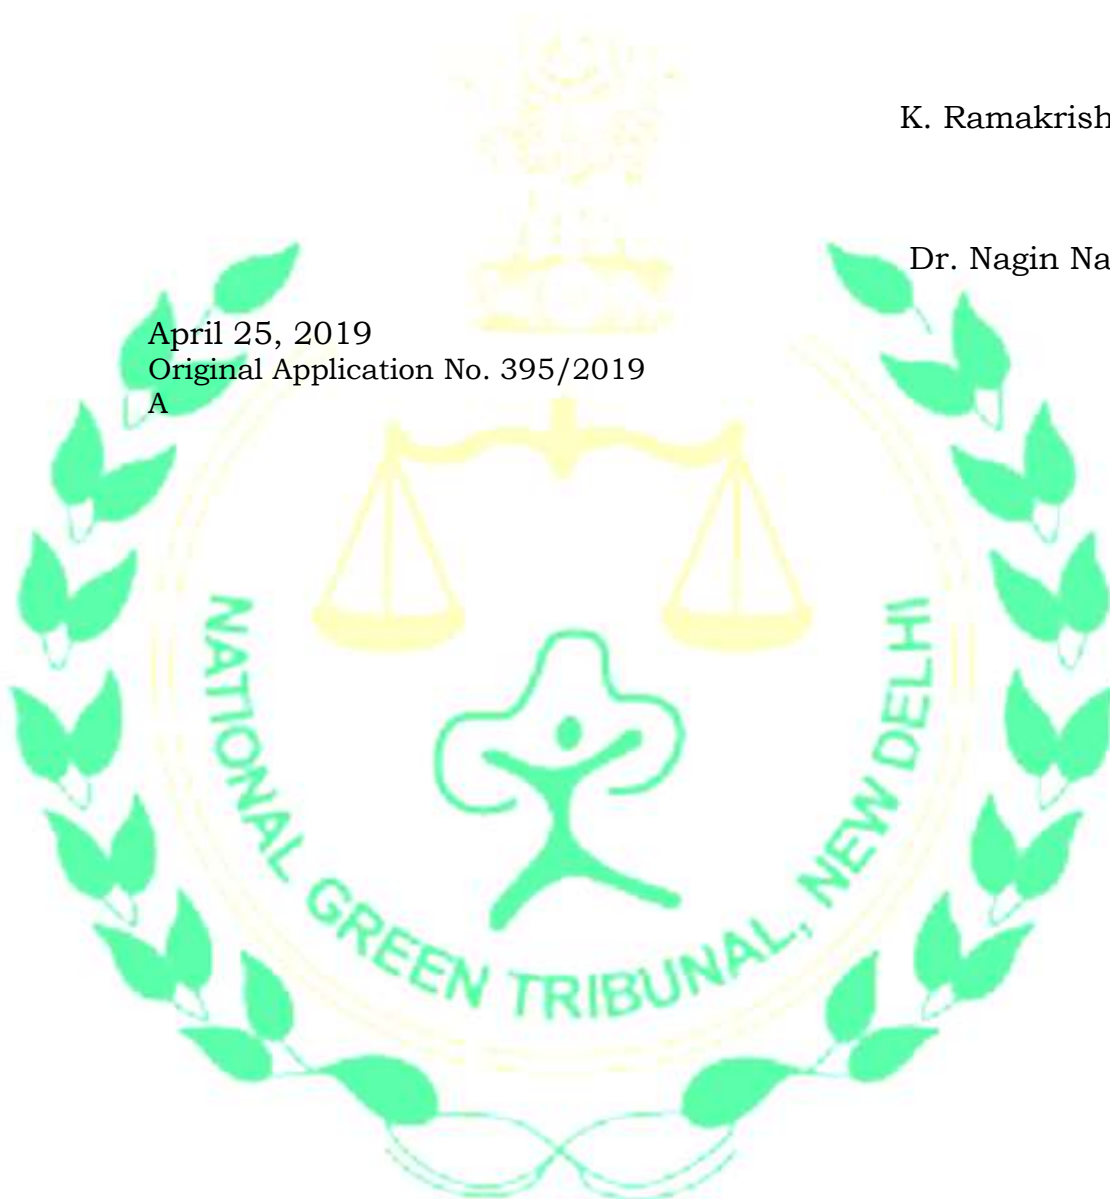 K. Ramakrish
Dr. Nagin Na
April 25, 2019
Original Application No. 395/2019
A
NATIONAL GREEN TRIBUNAL, NEW DELHI